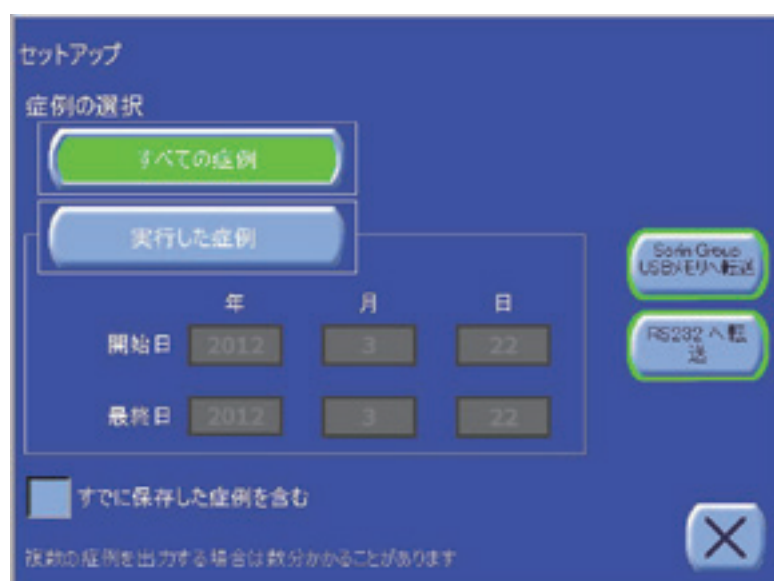 セットアップ
症例の選択
すべての症例
実行した症例
年 月 日
開始日 2012 3 22
最終日 2012 3 22
Sorin Group
USBメモリへ転送
RS232 へ転
送
すでに保存した症例を含む
複数の症例を出力する場合は数分かかることがあります